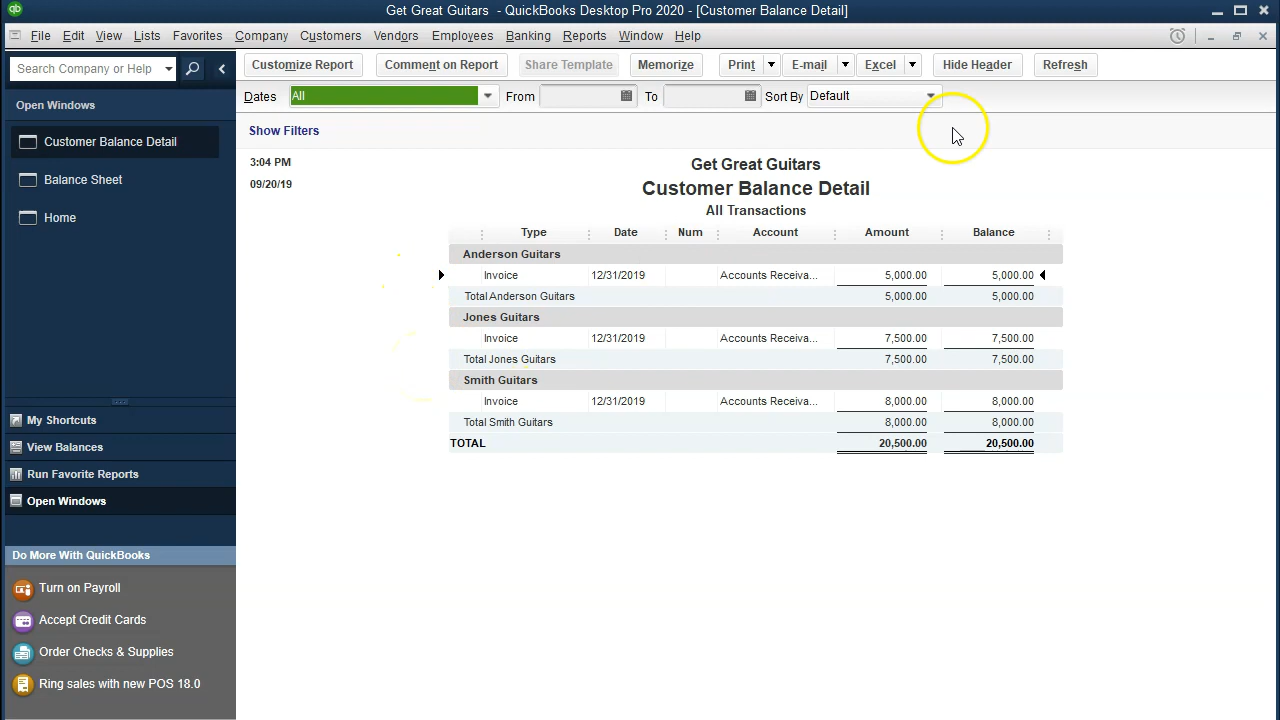 qb Get Great Guitars - QuickBooks Desktop Pro 2020 - [Customer Balance Detail]
File Edit View Lists Favorites Company Customers Vendors Employees Banking Reports Window Help
Search Company or Help
Customize Report Comment on Report Share Template Memorize Print E-mail Excel Hide Header Refresh
Open Windows
Dates All From To Sort By Default
Customer Balance Detail
Show Filters
Balance Sheet
Home
3:04 PM
09/20/19
Get Great Guitars
Customer Balance Detail
All Transactions
Type Date Num Account Amount Balance
Anderson Guitars
Invoice 12/31/2019 Accounts Receiva... 5,000.00 5,000.00
Total Anderson Guitars 5,000.00 5,000.00
Jones Guitars
Invoice 12/31/2019 Accounts Receiva... 7,500.00 7,500.00
Total Jones Guitars 7,500.00 7,500.00
Smith Guitars
Invoice 12/31/2019 Accounts Receiva... 8,000.00 8,000.00
Total Smith Guitars 8,000.00 8,000.00
TOTAL 20,500.00 20,500.00
My Shortcuts
View Balances
Run Favorite Reports
Open Windows
Do More With QuickBooks
Turn on Payroll
Accept Credit Cards
Order Checks & Supplies
Ring sales with new POS 18.0